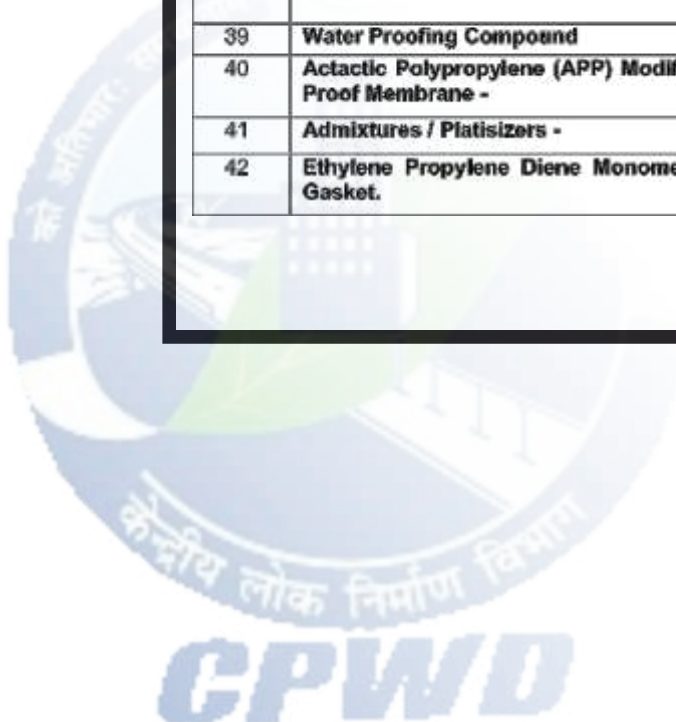 39 Water Proofing Compound
40 Actactic Polypropylene (APP) Modif
Proof Membrane -
41 Admixtures / Platisizers -
42 Ethylene Propylene Diene Monome
Gasket.
केन्द्रीय लोक निर्माण विभाग
CPWD